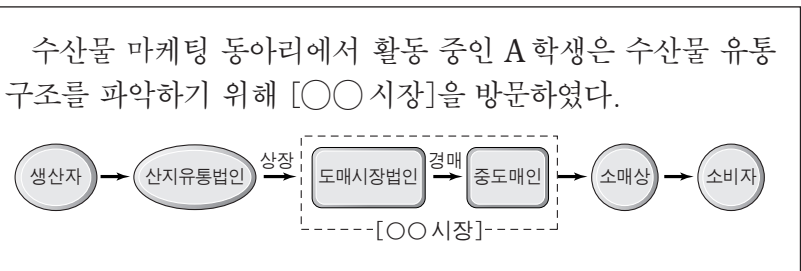 수산물 마케팅 동아리에서 활동 중인 A 학생은 수산물 유통
구조를 파악하기 위해 [○○ 시장]을 방문하였다.
생산자 산지유통법인 상장 도매시장법인 경매 중도매인 소매상 소비자
[○○ 시장]